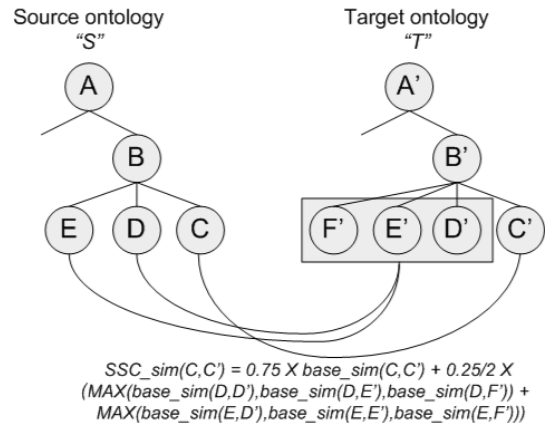 Source ontology
"S"
Target ontology
"T"
A
A'
B
B'
E
D
C
F'
E'
D'
C'
SSC_sim(C,C') = 0.75 X base_sim(C,C') + 0.25/2 X
(MAX(base_sim(D,D'),base_sim(D,E'),base_sim(D,F')) +
MAX(base_sim(E,D'),base_sim(E,E'),base_sim(E,F')))